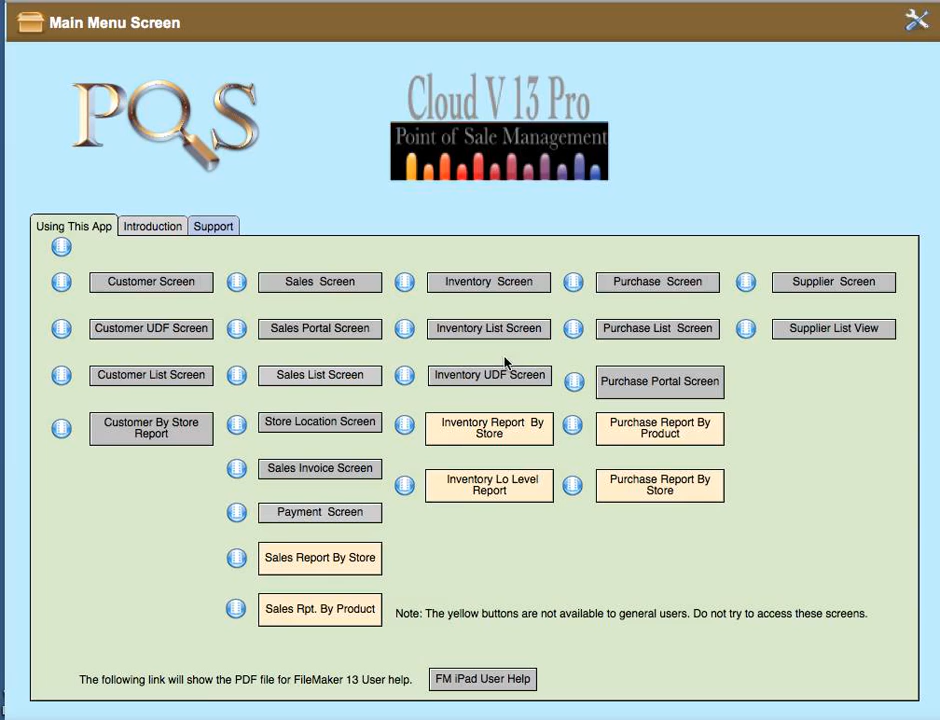 Main Menu Screen
POS
Cloud V 13 Pro
Point of Sale Management
Using This App
Introduction
Support
Customer Screen
Sales Screen
Inventory Screen
Purchase Screen
Supplier Screen
Customer UDF Screen
Sales Portal Screen
Inventory List Screen
Purchase List Screen
Supplier List View
Customer List Screen
Sales List Screen
Inventory UDF Screen
Purchase Portal Screen
Customer By Store
Report
Store Location Screen
Inventory Report By
Store
Purchase Report By
Product
Sales Invoice Screen
Inventory Lo Level
Report
Purchase Report By
Store
Payment Screen
Sales Report By Store
Sales Rpt. By Product
Note: The yellow buttons are not available to general users. Do not try to access these screens.
The following link will show the PDF file for FileMaker 13 User help.
FM iPad User Help